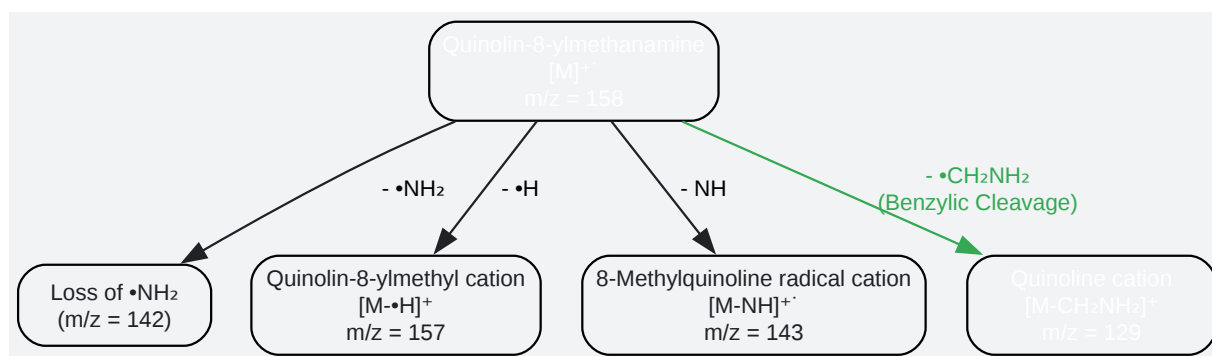 Quinolin-8-ylmethanamine
[M]⁺˙
m/z = 158
- •NH₂
- •H
- NH
- •CH₂NH₂
(Benzylic Cleavage)
Loss of •NH₂
(m/z = 142)
Quinolin-8-ylmethyl cation
[M-•H]⁺
m/z = 157
8-Methylquinoline radical cation
[M-NH]⁺˙
m/z = 143
Quinoline cation
[M-CH₂NH₂]⁺
m/z = 129